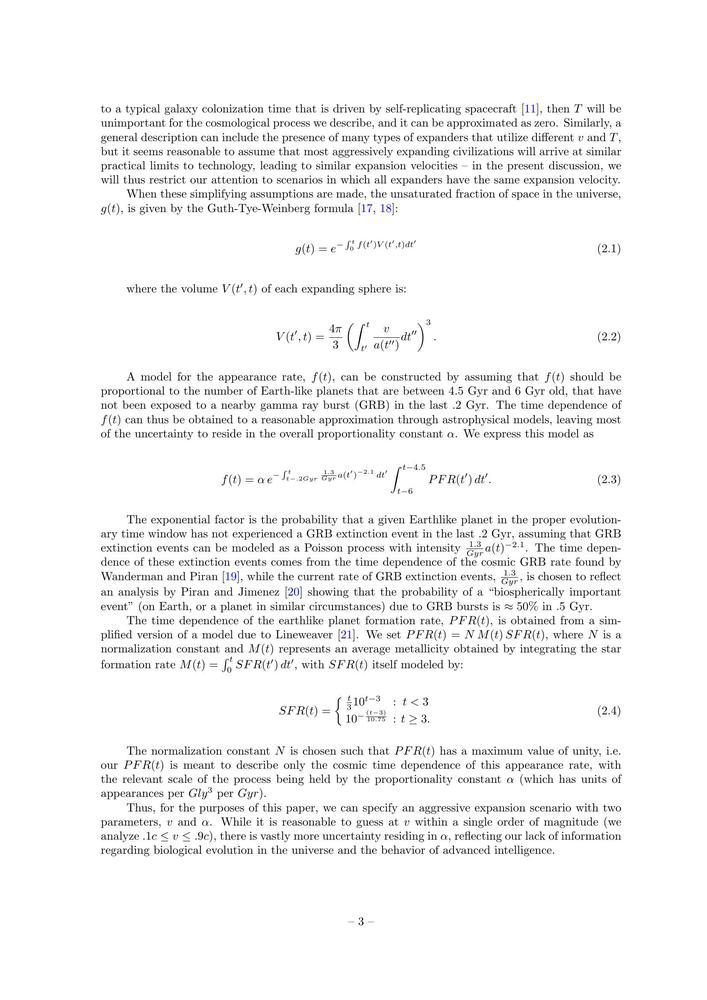 to a typical galaxy colonization time that is driven by self-replicating spacecraft [11], then T will be
unimportant for the cosmological process we describe, and it can be approximated as zero. Similarly, a
general description can include the presence of many types of expanders that utilize different v and T,
but it seems reasonable to assume that most aggressively expanding civilizations will arrive at similar
practical limits to technology, leading to similar expansion velocities – in the present discussion, we
will thus restrict our attention to scenarios in which all expanders have the same expansion velocity.
When these simplifying assumptions are made, the unsaturated fraction of space in the universe,
g(t), is given by the Guth-Tye-Weinberg formula [17, 18]:
g(t) = e^{-\int_0^t f(t')V(t',t)dt'} (2.1)
where the volume V(t′, t) of each expanding sphere is:
V(t',t) = \frac{4\pi}{3} \left( \int_{t'}^{t} \frac{v}{a(t'')} dt'' \right)^3 . (2.2)
A model for the appearance rate, f(t), can be constructed by assuming that f(t) should be
proportional to the number of Earth-like planets that are between 4.5 Gyr and 6 Gyr old, that have
not been exposed to a nearby gamma ray burst (GRB) in the last .2 Gyr. The time dependence of
f(t) can thus be obtained to a reasonable approximation through astrophysical models, leaving most
of the uncertainty to reside in the overall proportionality constant α. We express this model as
f(t) = \alpha \, e^{-\int_{t-.2Gyr}^{t} \frac{1.3}{Gyr} a(t')^{-2.1} dt'} \int_{t-6}^{t-4.5} PFR(t') \, dt'. (2.3)
The exponential factor is the probability that a given Earthlike planet in the proper evolution-
ary time window has not experienced a GRB extinction event in the last .2 Gyr, assuming that GRB
extinction events can be modeled as a Poisson process with intensity \frac{1.3}{Gyr} a(t)^{-2.1}. The time depen-
dence of these extinction events comes from the time dependence of the cosmic GRB rate found by
Wanderman and Piran [19], while the current rate of GRB extinction events, \frac{1.3}{Gyr}, is chosen to reflect
an analysis by Piran and Jimenez [20] showing that the probability of a “biospherically important
event” (on Earth, or a planet in similar circumstances) due to GRB bursts is ≈ 50% in .5 Gyr.
The time dependence of the earthlike planet formation rate, PFR(t), is obtained from a sim-
plified version of a model due to Lineweaver [21]. We set PFR(t) = N M(t) SFR(t), where N is a
normalization constant and M(t) represents an average metallicity obtained by integrating the star
formation rate M(t) = \int_0^t SFR(t') dt', with SFR(t) itself modeled by:
SFR(t) = \begin{cases} \frac{t}{3} 10^{t-3} & : t < 3 \\ 10^{-\frac{(t-3)}{10.75}} & : t \geq 3. \end{cases} (2.4)
The normalization constant N is chosen such that PFR(t) has a maximum value of unity, i.e.
our PFR(t) is meant to describe only the cosmic time dependence of this appearance rate, with
the relevant scale of the process being held by the proportionality constant α (which has units of
appearances per Gly³ per Gyr).
Thus, for the purposes of this paper, we can specify an aggressive expansion scenario with two
parameters, v and α. While it is reasonable to guess at v within a single order of magnitude (we
analyze .1c ≤ v ≤ .9c), there is vastly more uncertainty residing in α, reflecting our lack of information
regarding biological evolution in the universe and the behavior of advanced intelligence.
– 3 –